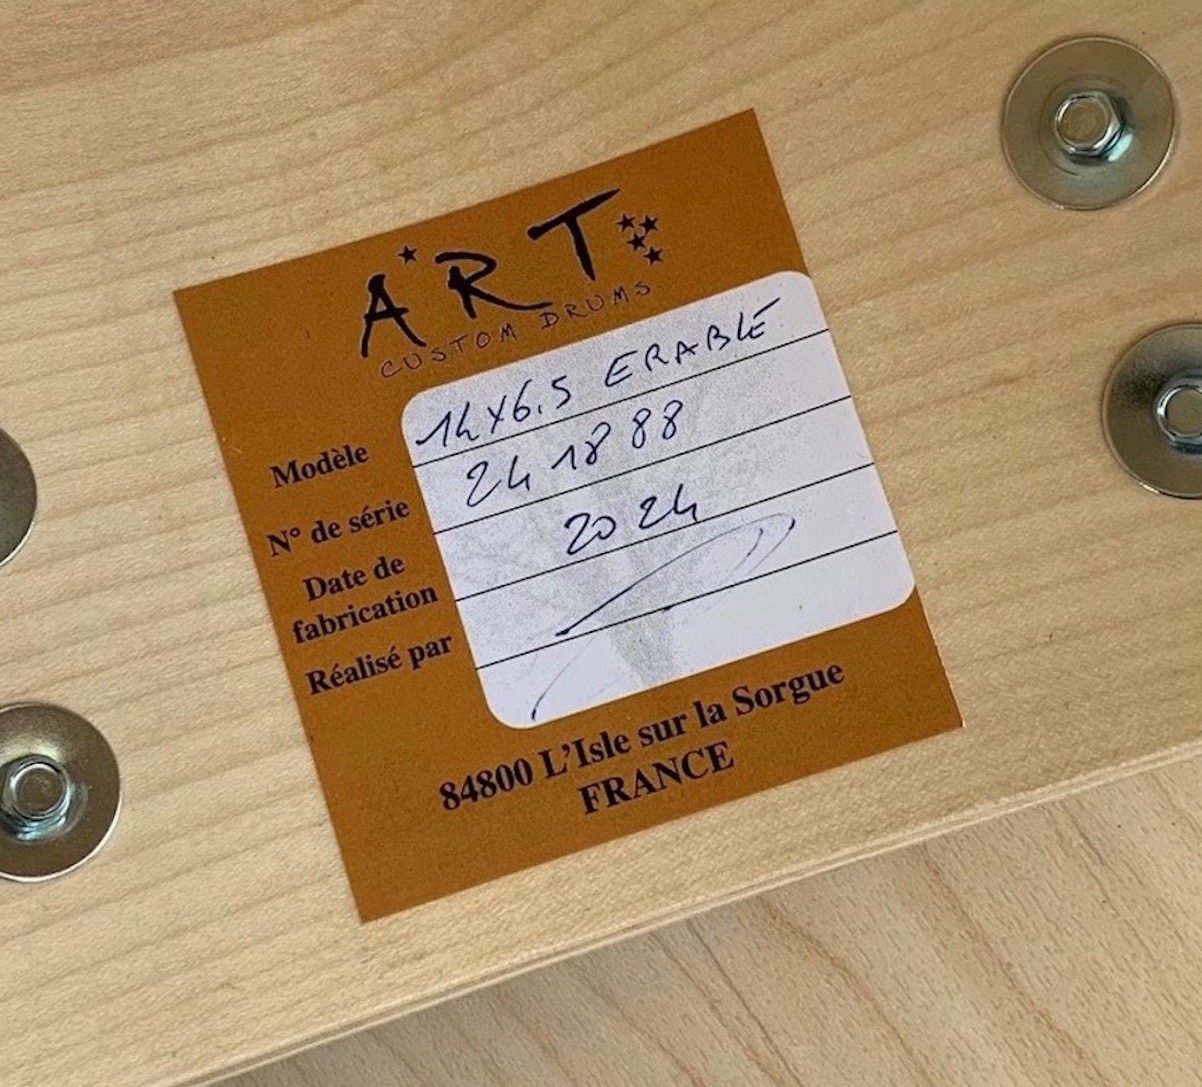 ART
CUSTOM DRUMS
Modèle 14X6.5 ERABLE
N° de série 241888
Date de
fabrication 2024
Réalisé par
84800 L'Isle sur la Sorgue
FRANCE